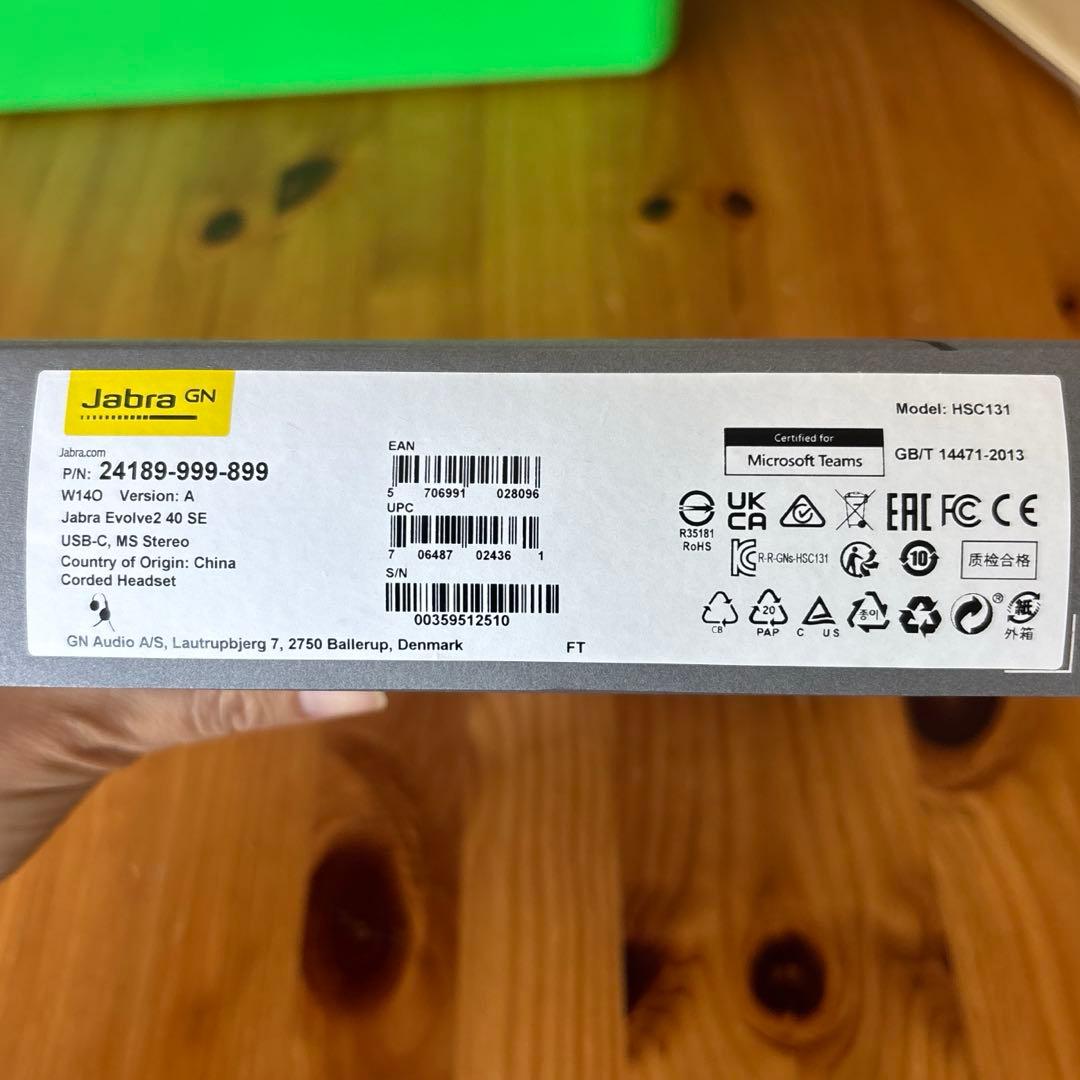 Jabra GN
Jabra.com
P/N: 24189-999-899
W14O Version: A
Jabra Evolve2 40 SE
USB-C, MS Stereo
Country of Origin: China
Corded Headset
GN Audio A/S, Lautrupbjerg 7, 2750 Ballerup, Denmark
FT
EAN
5 706991 028096
UPC
7 06487 02436 1
S/N
00359512510
Model: HSC131
Certified for
Microsoft Teams
GB/T 14471-2013
UK CA EAC FC CE
R35181
RoHS
R-R-GNs-HSC131
10
质检合格
CB
20
PAP
C US
종이
®
紙
外箱